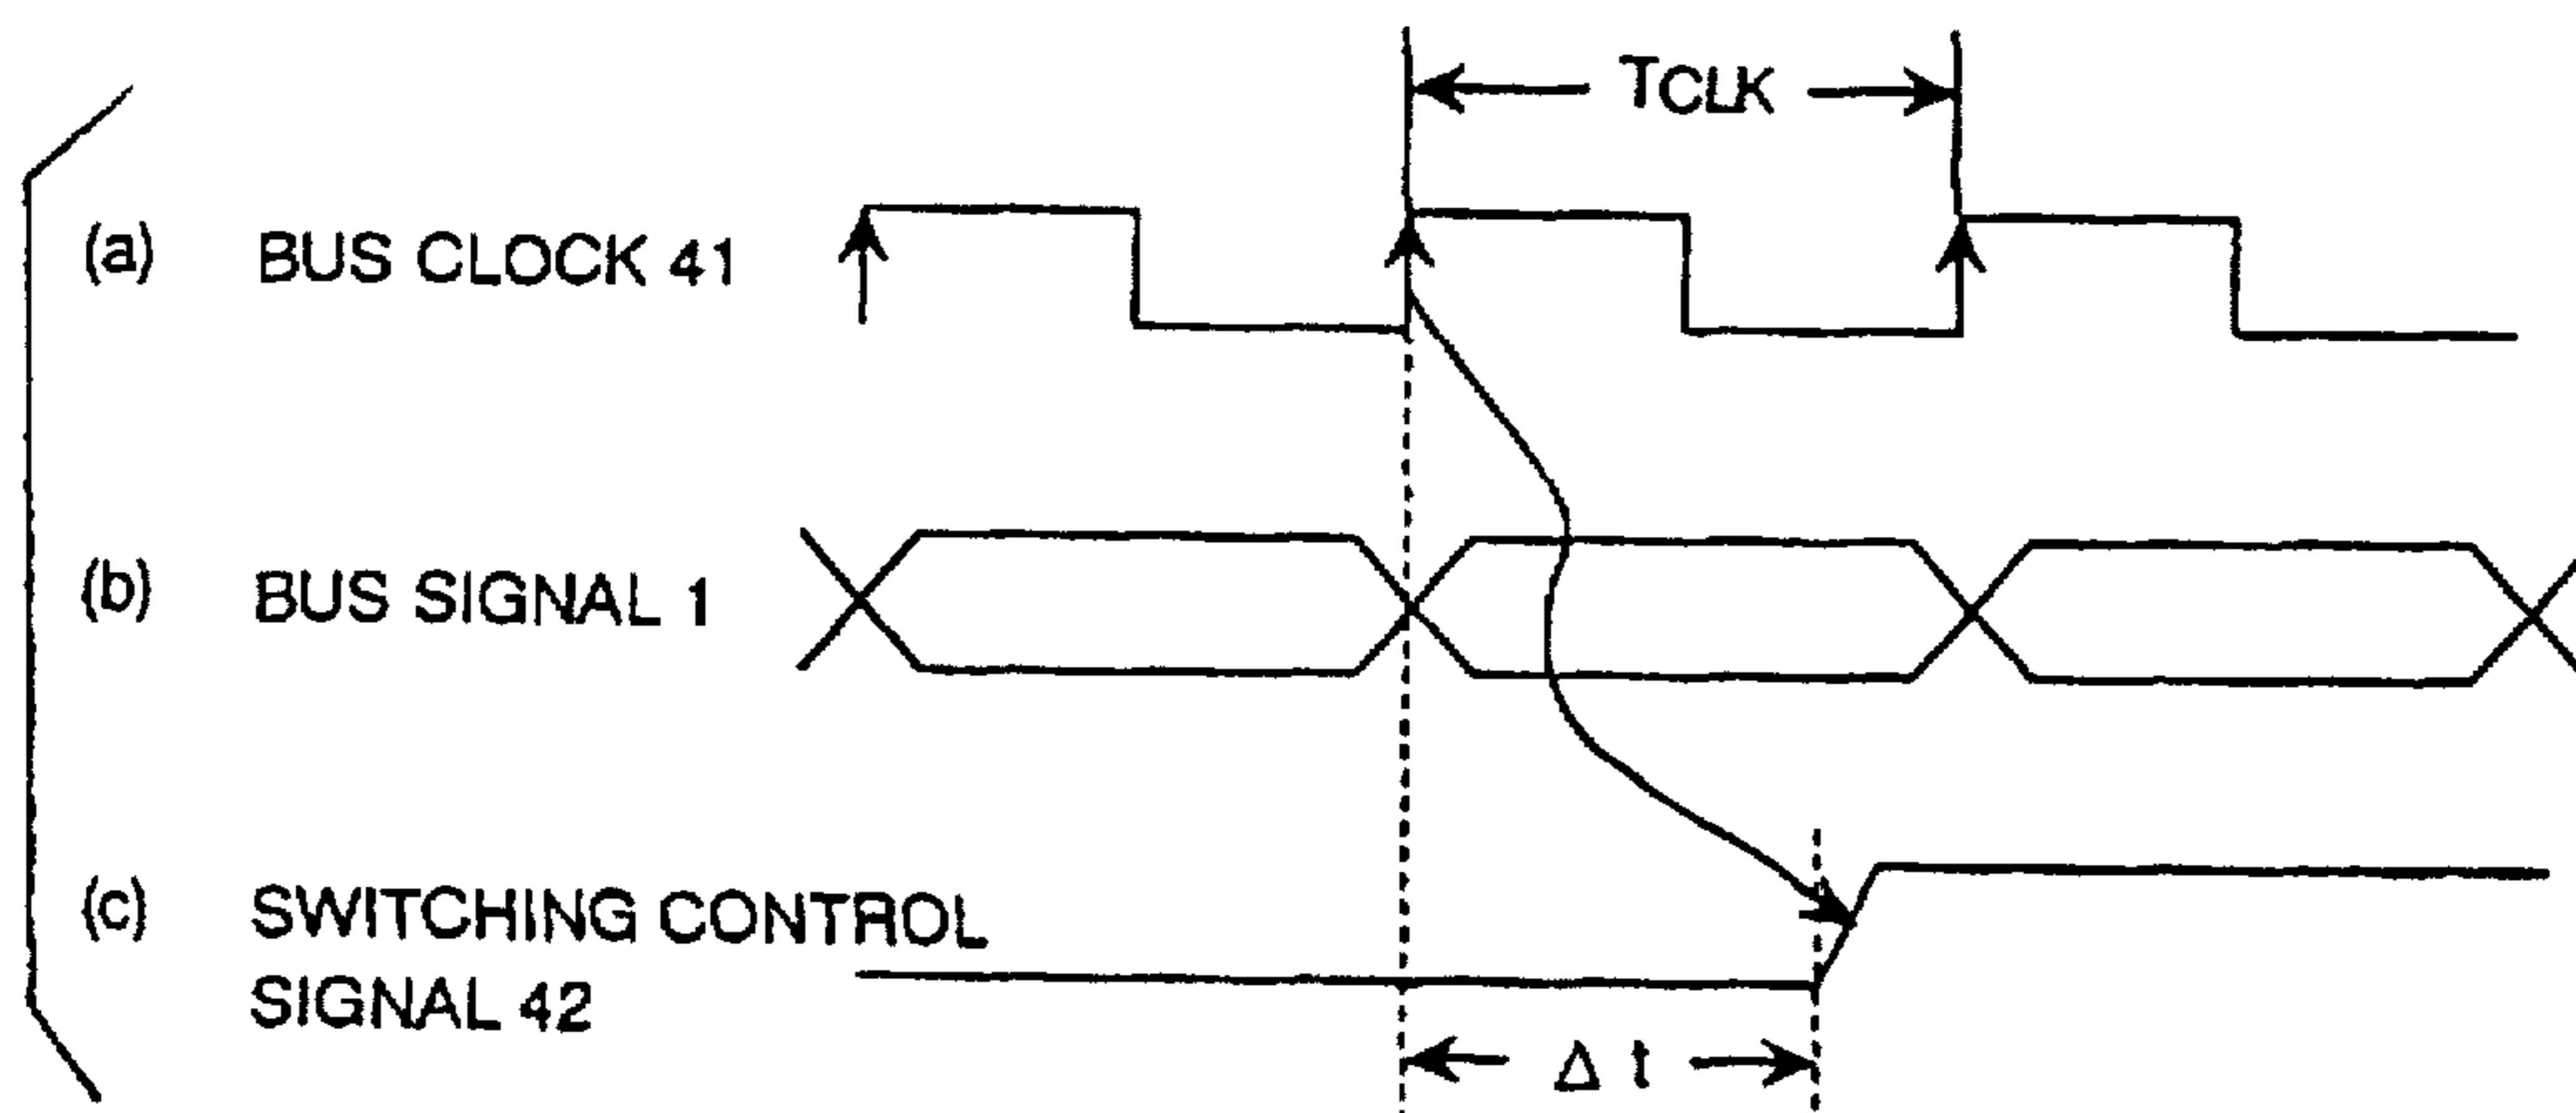 TCLK
(a) BUS CLOCK 41
(b) BUS SIGNAL 1
(c) SWITCHING CONTROL
SIGNAL 42
Δ t